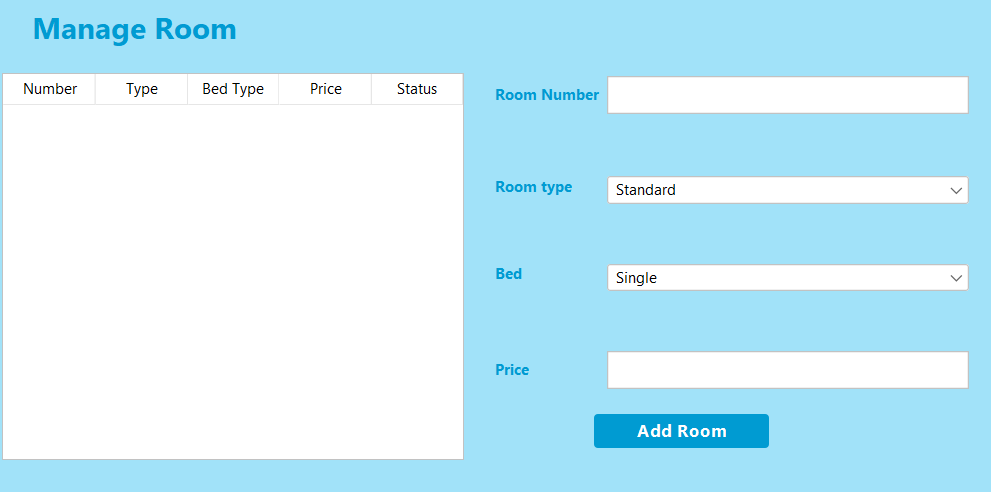 Manage Room
Number Type Bed Type Price Status
Room Number
Room type Standard
Bed Single
Price
Add Room